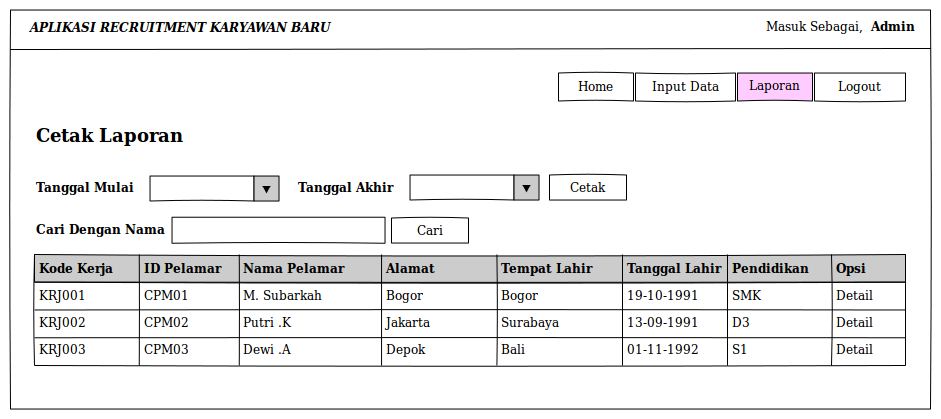 APLIKASI RECRUITMENT KARYAWAN BARU Masuk Sebagai, Admin
Home Input Data Laporan Logout
Cetak Laporan
Tanggal Mulai Tanggal Akhir Cetak
Cari Dengan Nama Cari
Kode Kerja ID Pelamar Nama Pelamar Alamat Tempat Lahir Tanggal Lahir Pendidikan Opsi
KRJ001 CPM01 M. Subarkah Bogor Bogor 19-10-1991 SMK Detail
KRJ002 CPM02 Putri .K Jakarta Surabaya 13-09-1991 D3 Detail
KRJ003 CPM03 Dewi .A Depok Bali 01-11-1992 S1 Detail